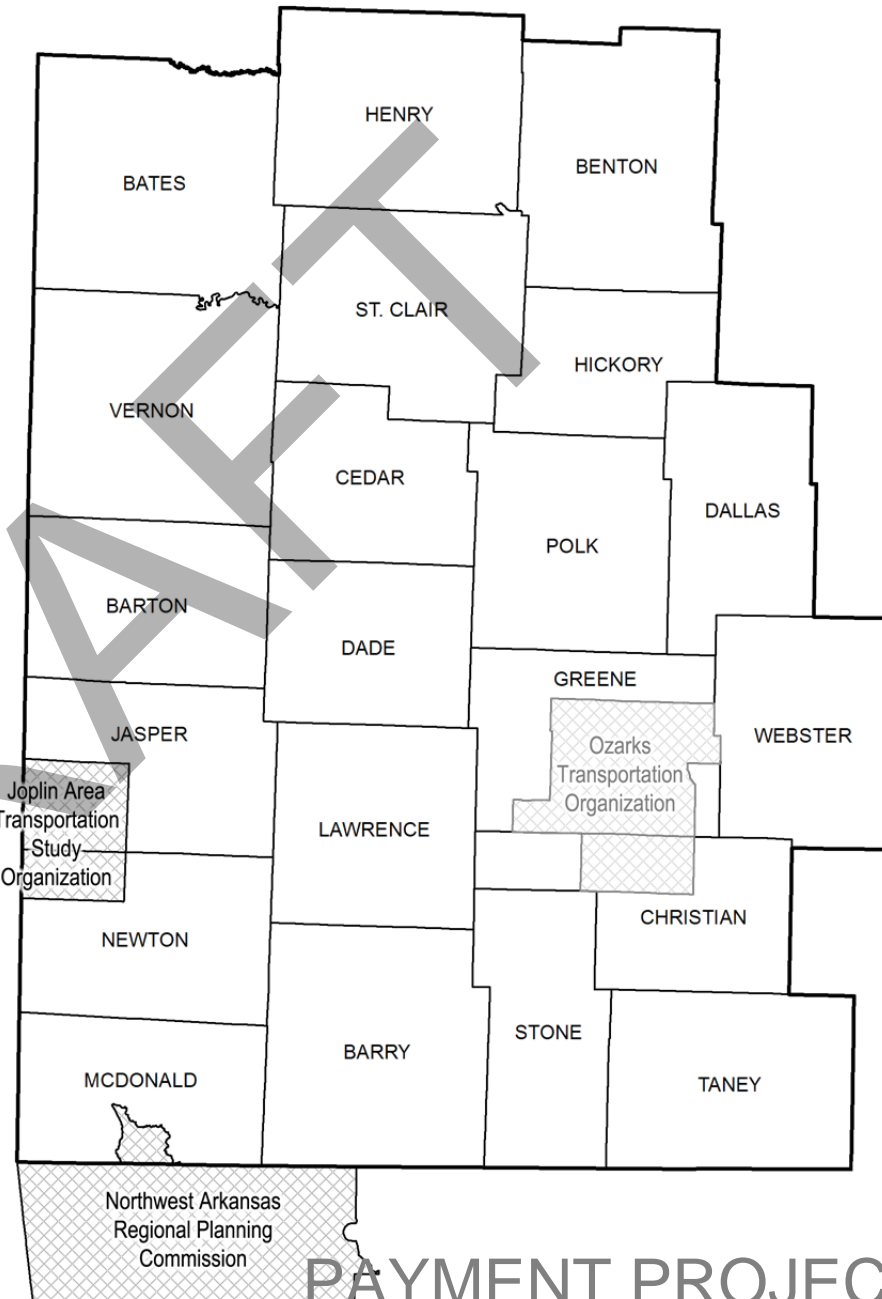 HENRY
BENTON
BATES
ST. CLAIR
HICKORY
VERNON
CEDAR
DALLAS
POLK
BARTON
DADE
GREENE
JASPER
WEBSTER
Ozarks
Transportation
Organization
Joplin Area
Transportation
Study
Organization
LAWRENCE
CHRISTIAN
NEWTON
STONE
BARRY
MCDONALD
TANEY
Northwest Arkansas
Regional Planning
Commission
AFT
PAYMENT PROJEC